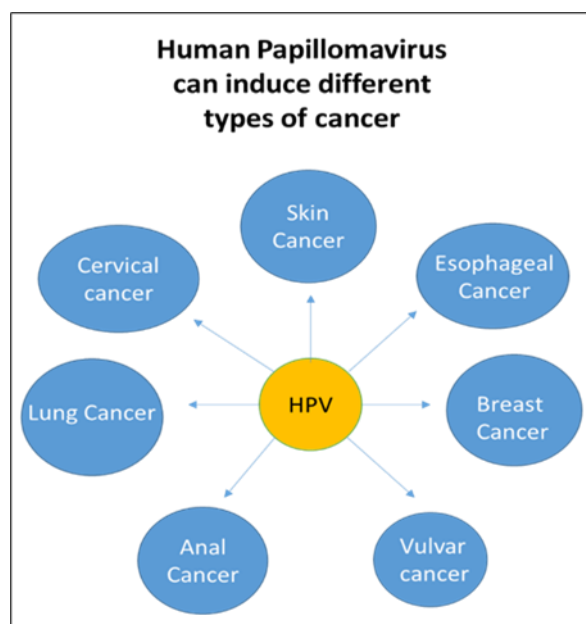 Human Papillomavirus
can induce different
types of cancer
Skin
Cancer
Cervical
cancer
Esophageal
Cancer
Lung Cancer
HPV
Breast
Cancer
Anal
Cancer
Vulvar
cancer